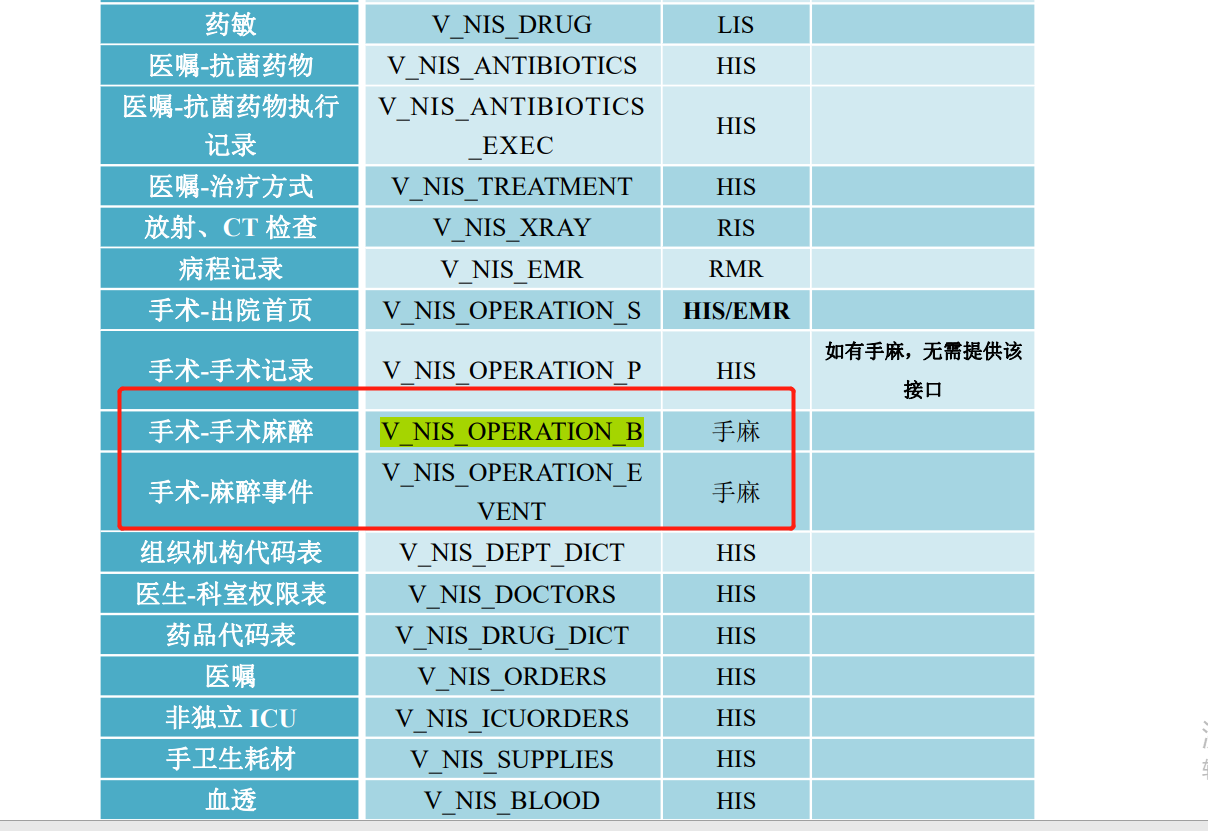 药敏 V_NIS_DRUG LIS
医嘱-抗菌药物 V_NIS_ANTIBIOTICS HIS
医嘱-抗菌药物执行
记录
V_NIS_ANTIBIOTICS
_EXEC
HIS
医嘱-治疗方式 V_NIS_TREATMENT HIS
放射、CT 检查 V_NIS_XRAY RIS
病程记录 V_NIS_EMR RMR
手术-出院首页 V_NIS_OPERATION_S HIS/EMR
手术-手术记录 V_NIS_OPERATION_P HIS
如有手麻，无需提供该
接口
手术-手术麻醉 V_NIS_OPERATION_B 手麻
手术-麻醉事件
V_NIS_OPERATION_E
VENT
手麻
组织机构代码表 V_NIS_DEPT_DICT HIS
医生-科室权限表 V_NIS_DOCTORS HIS
药品代码表 V_NIS_DRUG_DICT HIS
医嘱 V_NIS_ORDERS HIS
非独立 ICU V_NIS_ICUORDERS HIS
手卫生耗材 V_NIS_SUPPLIES HIS
血透 V_NIS_BLOOD HIS